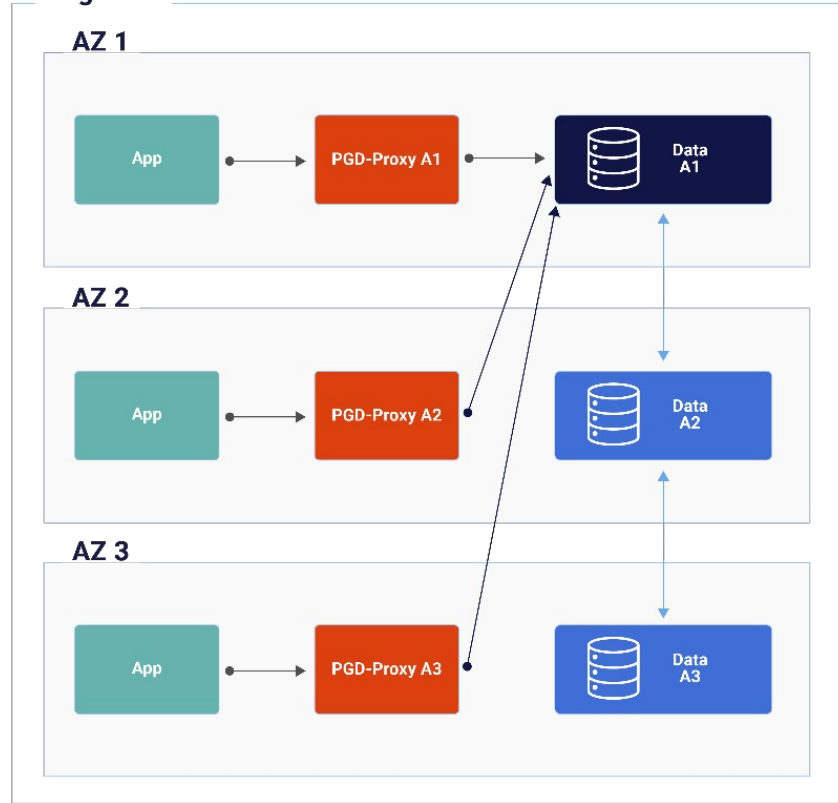 AZ 1
App
PGD-Proxy A1
Data
A1
AZ 2
App
PGD-Proxy A2
Data
A2
AZ 3
App
PGD-Proxy A3
Data
A3